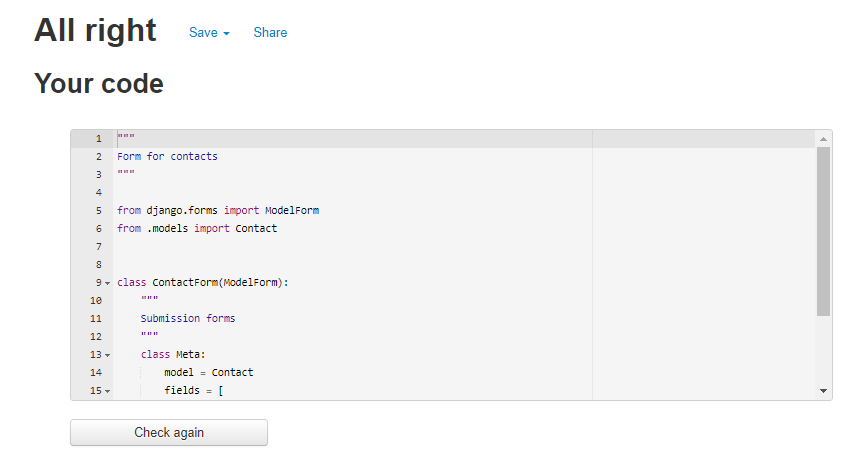 All right Save Share
Your code
1 """
2 Form for contacts
3 """
4
5 from django.forms import ModelForm
6 from .models import Contact
7
8
9 class ContactForm(ModelForm):
10 """
11 Submission forms
12 """
13 class Meta:
14 model = Contact
15 fields = [
Check again